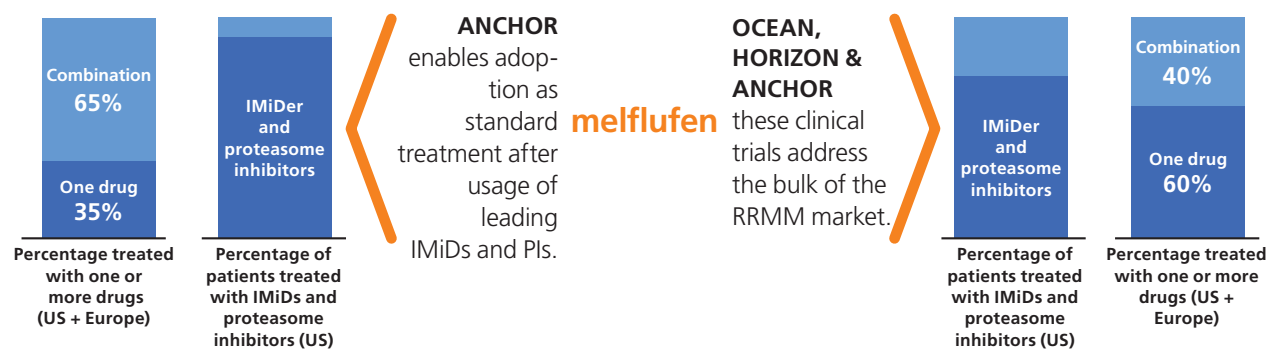 Combination
65%
One drug
35%
Percentage treated
with one or
more drugs
(US + Europe)
IMiDer
and
proteasome
inhibitors
Percentage of
patients treated
with IMiDs and
proteasome
inhibitors (US)
ANCHOR
enables adop-
tion as
standard
treatment after
usage of
leading
IMiDs and PIs.
melflufen
OCEAN,
HORIZON &
ANCHOR
these clinical
trials address
the bulk of the
RRMM market.
IMiDer
and
proteasome
inhibitors
Percentage of
patients treated
with IMiDs and
proteasome
inhibitors (US)
Combination
40%
One drug
60%
Percentage treated
with one or more
drugs (US +
Europe)